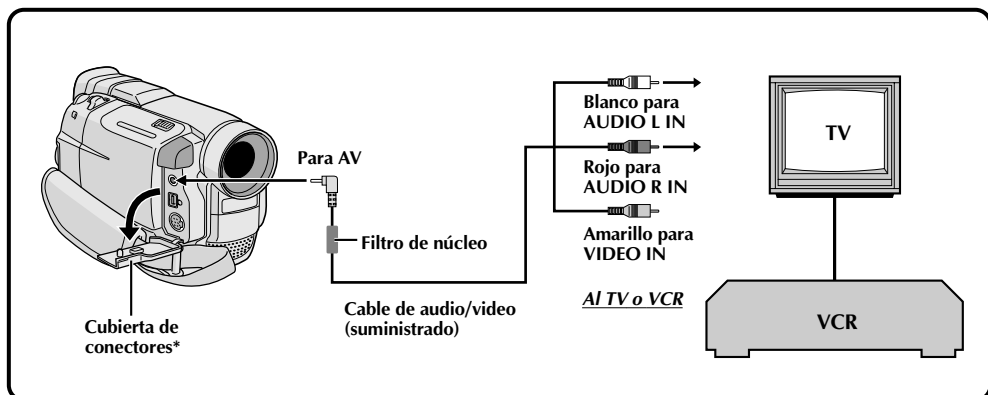 Para AV
Filtro de núcleo
Cable de audio/video
(suministrado)
Cubierta de
conectores*
Blanco para
AUDIO L IN
Rojo para
AUDIO R IN
Amarillo para
VIDEO IN
Al TV o VCR
TV
VCR